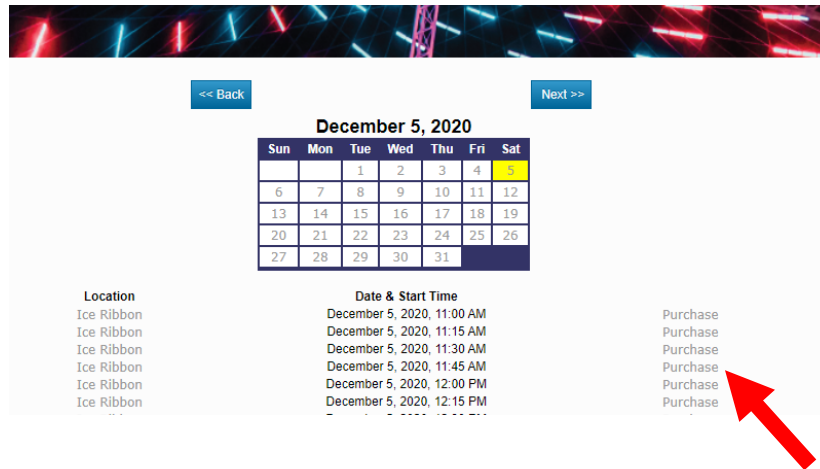 << Back Next >>
December 5, 2020
Sun Mon Tue Wed Thu Fri Sat
1 2 3 4 5
6 7 8 9 10 11 12
13 14 15 16 17 18 19
20 21 22 23 24 25 26
27 28 29 30 31
Location Date & Start Time
Ice Ribbon December 5, 2020, 11:00 AM Purchase
Ice Ribbon December 5, 2020, 11:15 AM Purchase
Ice Ribbon December 5, 2020, 11:30 AM Purchase
Ice Ribbon December 5, 2020, 11:45 AM Purchase
Ice Ribbon December 5, 2020, 12:00 PM Purchase
Ice Ribbon December 5, 2020, 12:15 PM Purchase